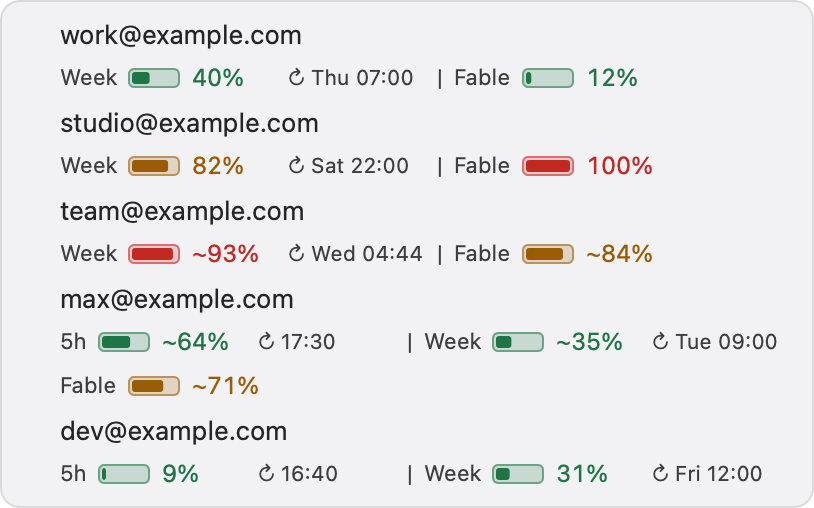 work@example.com
Week 40% ↻ Thu 07:00 | Fable 12%
studio@example.com
Week 82% ↻ Sat 22:00 | Fable 100%
team@example.com
Week ~93% ↻ Wed 04:44 | Fable ~84%
max@example.com
5h ~64% ↻ 17:30 | Week ~35% ↻ Tue 09:00
Fable ~71%
dev@example.com
5h 9% ↻ 16:40 | Week 31% ↻ Fri 12:00